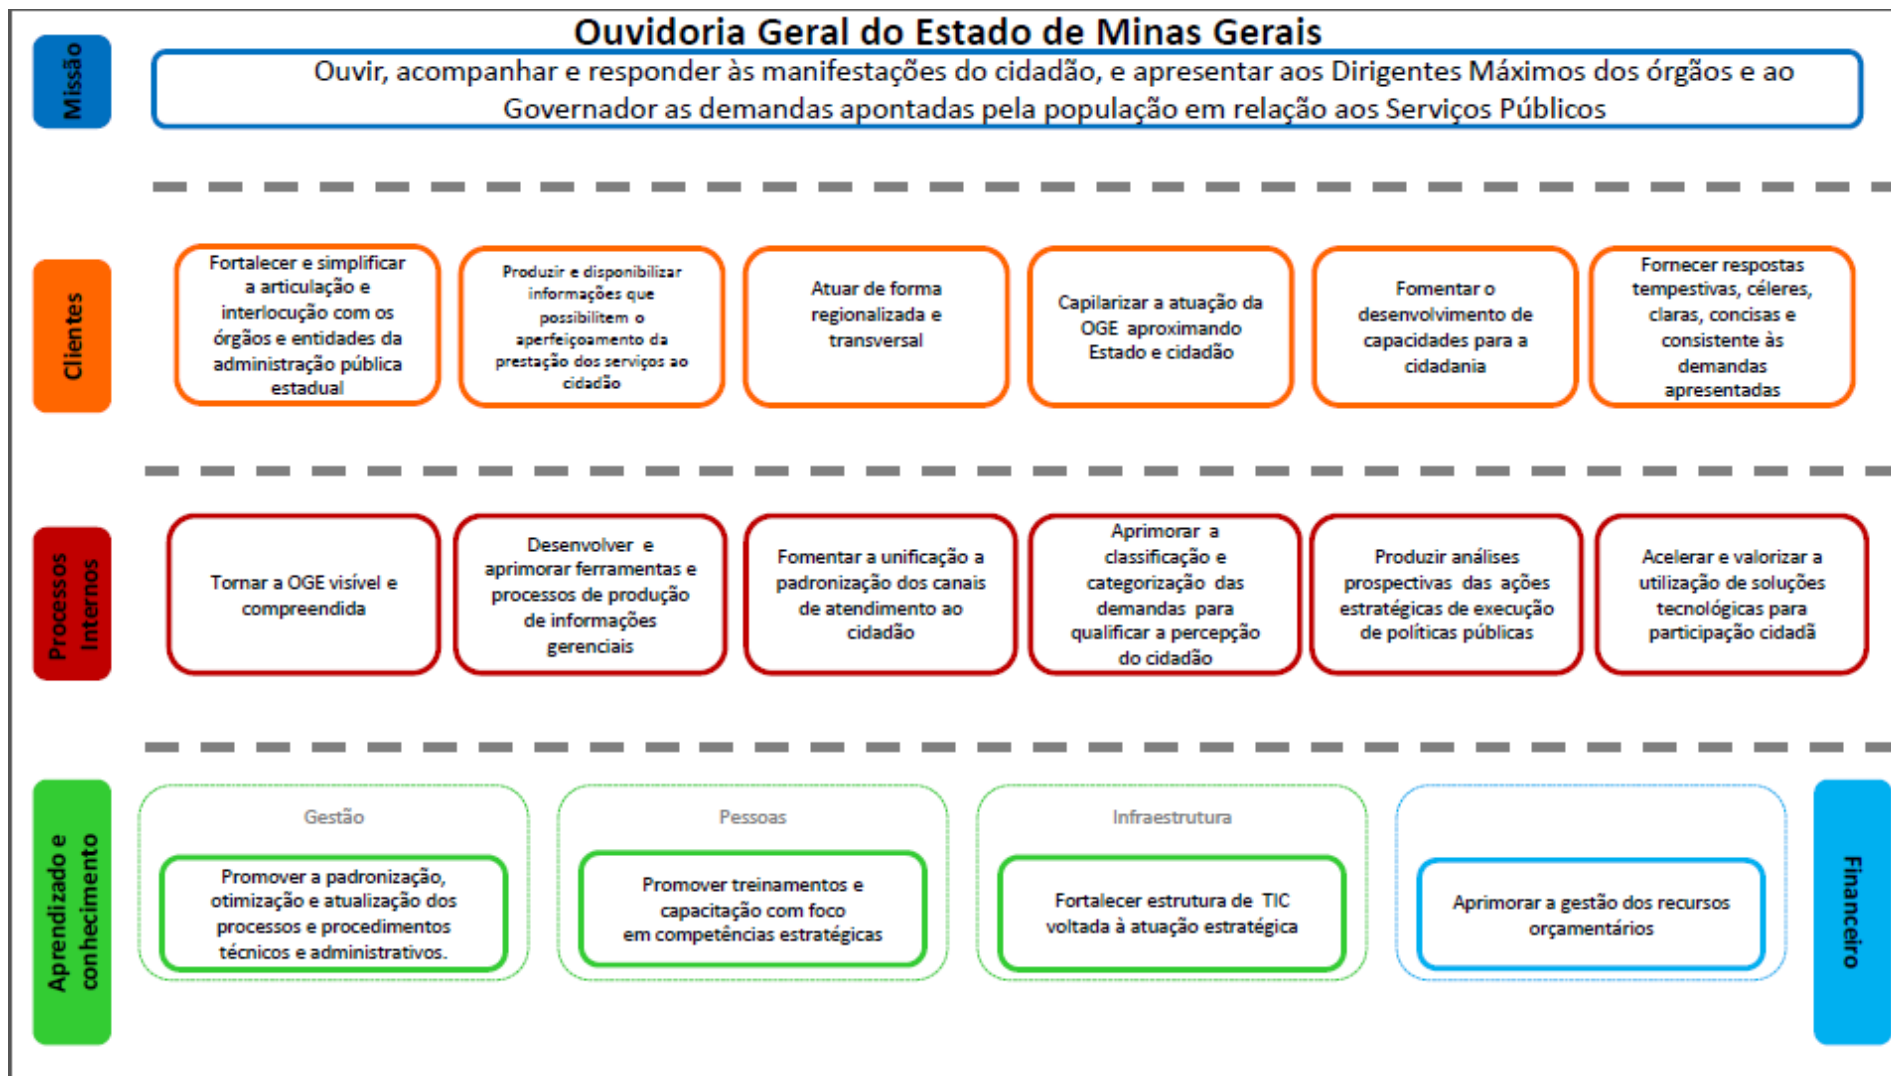 Ouvidoria Geral do Estado de Minas Gerais
Missão
Ouvir, acompanhar e responder às manifestações do cidadão, e apresentar aos Dirigentes Máximos dos órgãos e ao
Governador as demandas apontadas pela população em relação aos Serviços Públicos
Clientes
Fortalecer e simplificar
a articulação e
interlocução com os
órgãos e entidades da
administração pública
estadual
Produzir e disponibilizar
informações que
possibilitem o
aperfeiçoamento da
prestação dos serviços ao
cidadão
Atuar de forma
regionalizada e
transversal
Capilarizar a atuação da
OGE aproximando
Estado e cidadão
Fomentar o
desenvolvimento de
capacidades para a
cidadania
Fornecer respostas
tempestivas, céleres,
claras, concisas e
consistente às
demandas
apresentadas
Processos
Internos
Tornar a OGE visível e
compreendida
Desenvolver e
aprimorar ferramentas e
processos de produção
de informações
gerenciais
Fomentar a unificação a
padronização dos canais
de atendimento ao
cidadão
Aprimorar a
classificação e
categorização das
demandas para
qualificar a percepção
do cidadão
Produzir análises
prospectivas das ações
estratégicas de execução
de políticas públicas
Acelerar e valorizar a
utilização de soluções
tecnológicas para
participação cidadã
Aprendizado e
conhecimento
Gestão
Promover a padronização,
otimização e atualização dos
processos e procedimentos
técnicos e administrativos.
Pessoas
Promover treinamentos e
capacitação com foco
em competências estratégicas
Infraestrutura
Fortalecer estrutura de TIC
voltada à atuação estratégica
Aprimorar a gestão dos recursos
orçamentários
Financeiro